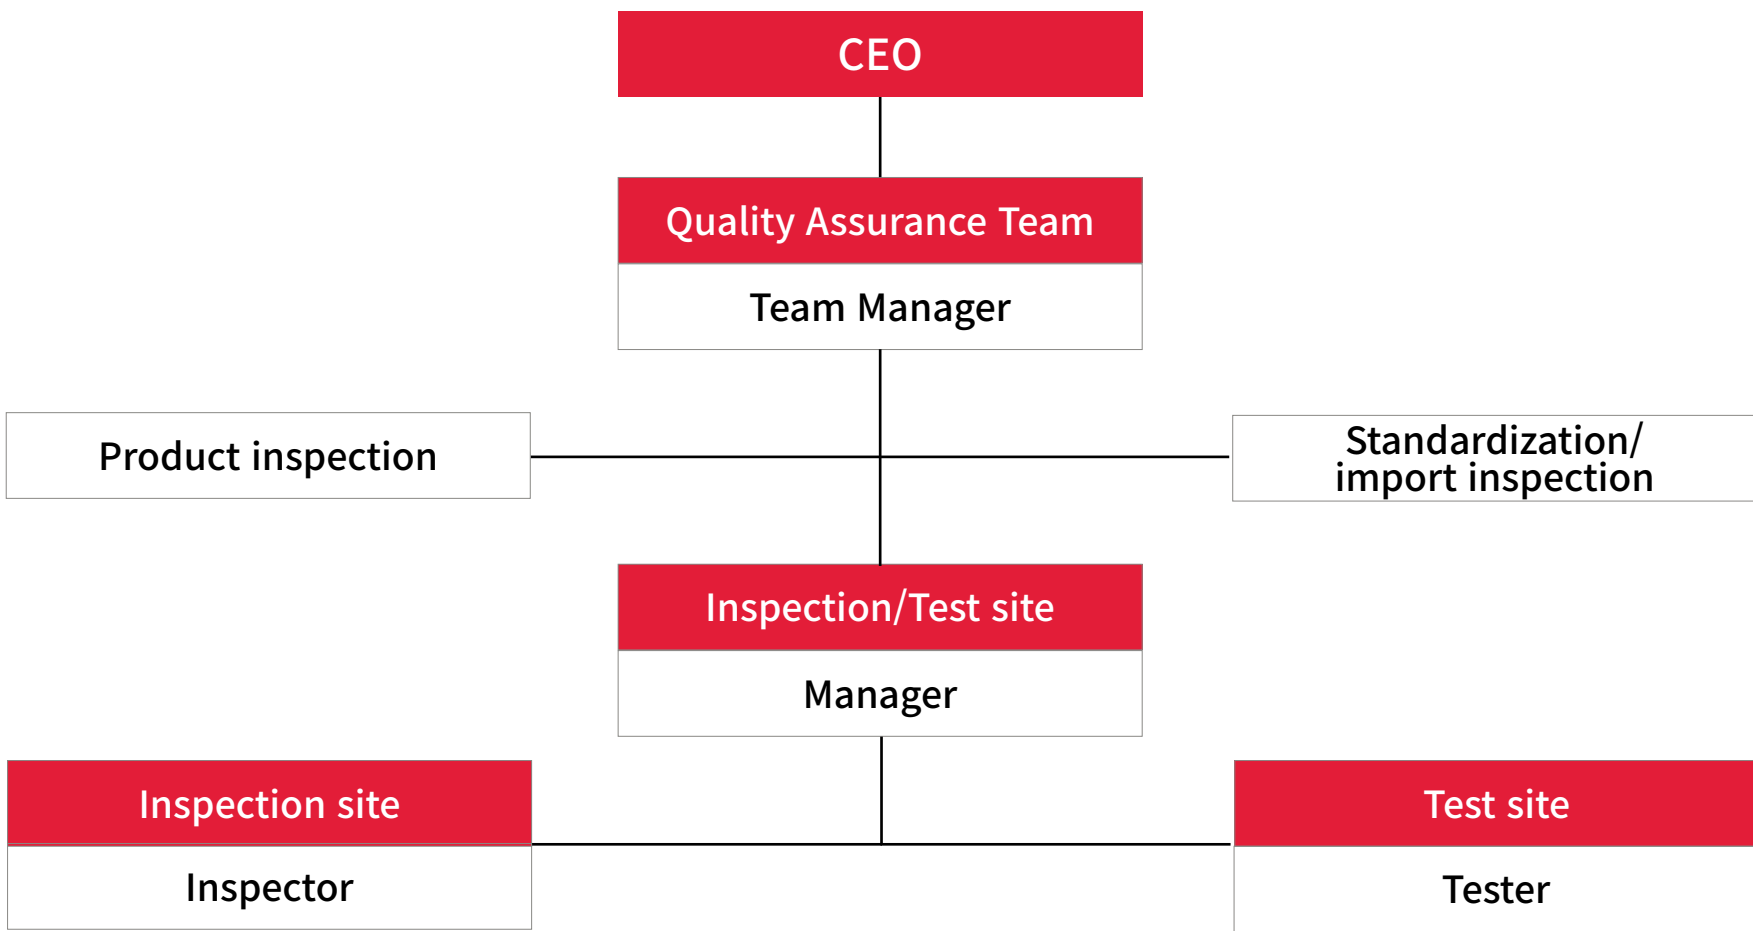 CEO
Quality Assurance Team
Team Manager
Product inspection
Standardization/
import inspection
Inspection/Test site
Manager
Inspection site
Inspector
Test site
Tester